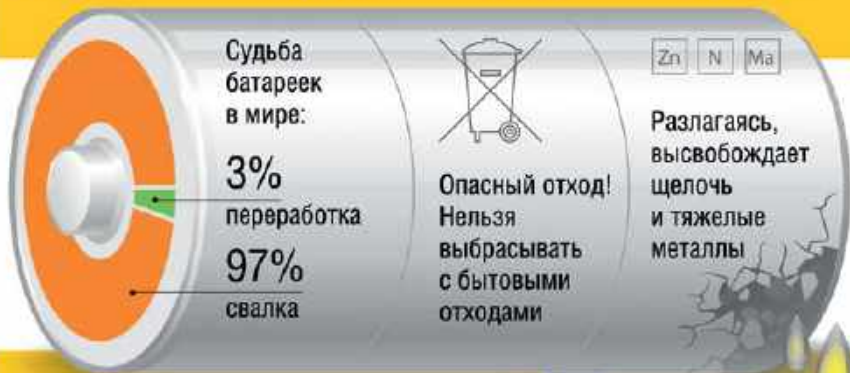 Судьба
батареек
в мире:
3%
переработка
97%
свалка
Опасный отход!
Нельзя
выбрасывать
с бытовыми
отходами
Zn N Ma
Разлагаясь,
высвобождает
щелочь
и тяжелые
металлы